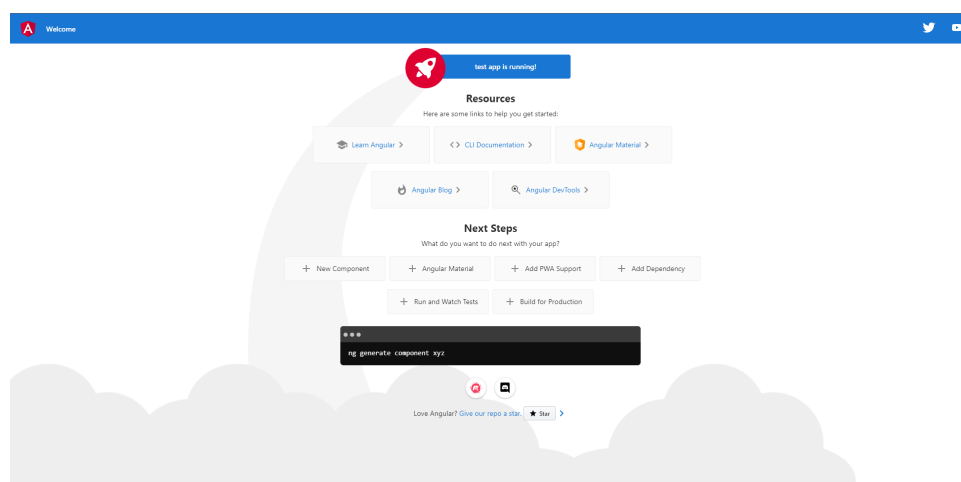 Welcome
test app is running!
Resources
Here are some links to help you get started:
Learn Angular
CLI Documentation
Angular Material
Angular Blog
Angular DevTools
Next Steps
What do you want to do next with your app?
New Component
Angular Material
Add PWA Support
Add Dependency
Run and Watch Tests
Build for Production
ng generate component xyz
Love Angular? Give our repo a star. Star